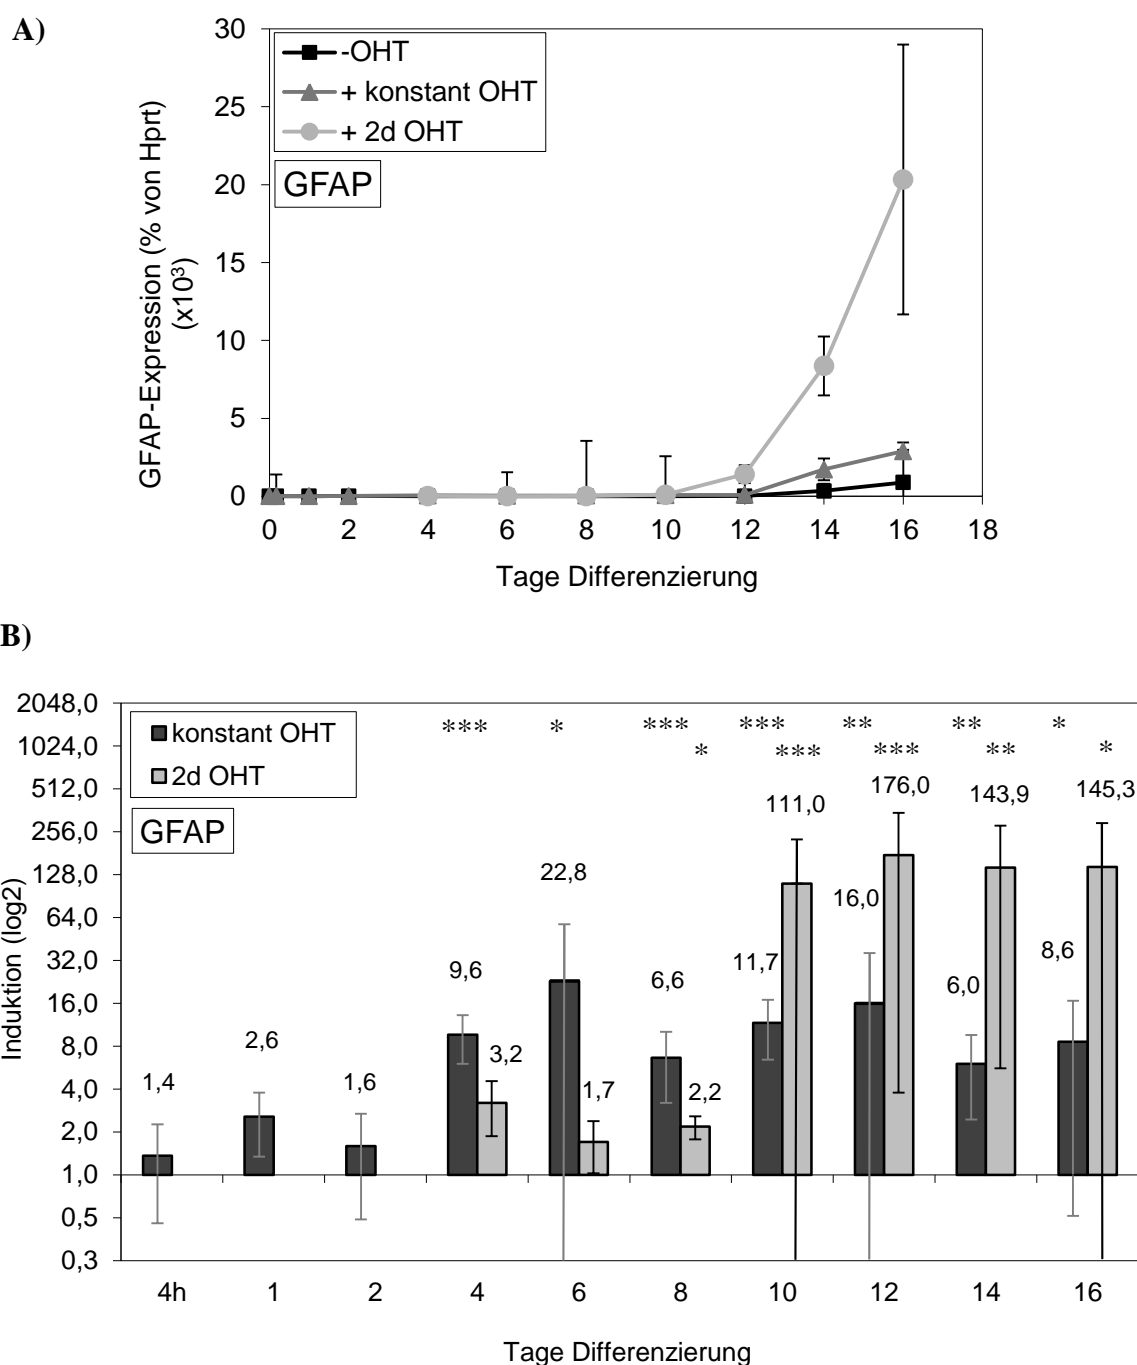 A)
-OHT
+ konstant OHT
+ 2d OHT
GFAP
GFAP-Expression (% von Hprt)
(x10³)
30
25
20
15
10
5
0
0 2 4 6 8 10 12 14 16 18
Tage Differenzierung
B)
konstant OHT
2d OHT
GFAP
Induktion (log2)
2048,0
1024,0
512,0
256,0
128,0
64,0
32,0
16,0
8,0
4,0
2,0
1,0
0,5
0,3
*** * *** *** ** ** *
* *** *** ** *
111,0 176,0 143,9 145,3
22,8 16,0
9,6 6,6 11,7 6,0 8,6
1,4 2,6 1,6 3,2 1,7 2,2
4h 1 2 4 6 8 10 12 14 16
Tage Differenzierung